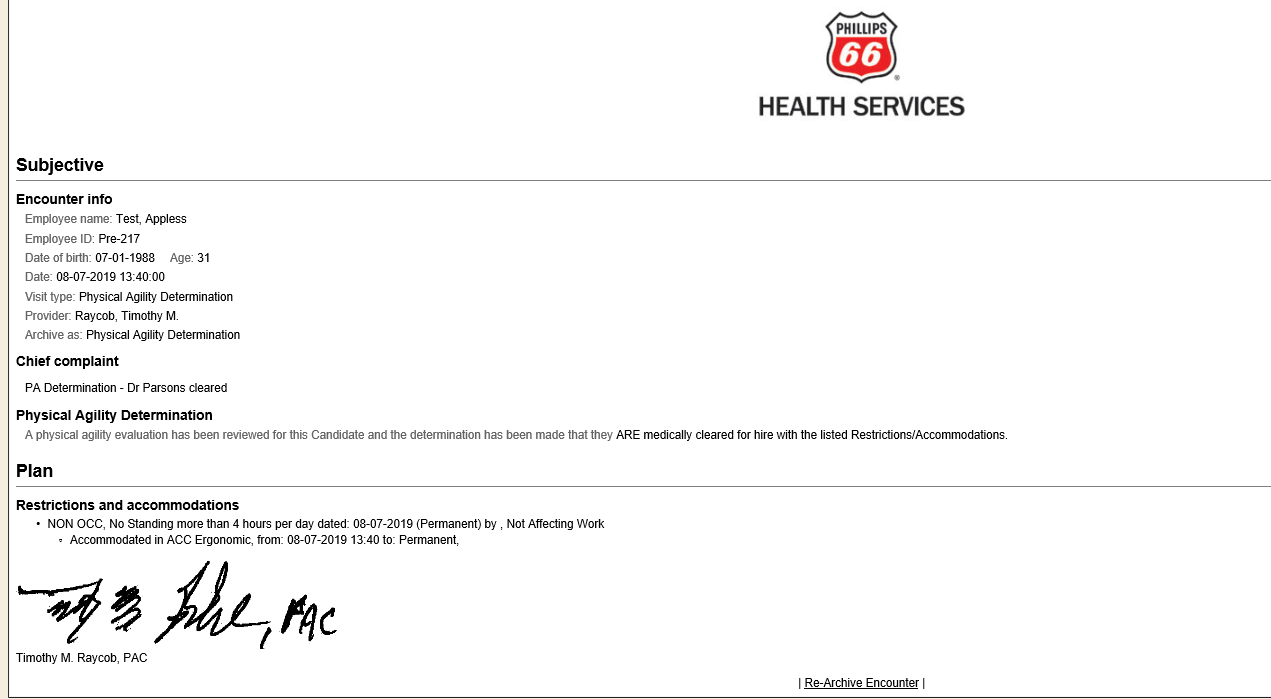 PHILLIPS
66
®
HEALTH SERVICES
Subjective
Encounter info
Employee name: Test, Appless
Employee ID: Pre-217
Date of birth: 07-01-1988 Age: 31
Date: 08-07-2019 13:40:00
Visit type: Physical Agility Determination
Provider: Raycob, Timothy M.
Archive as: Physical Agility Determination
Chief complaint
PA Determination - Dr Parsons cleared
Physical Agility Determination
A physical agility evaluation has been reviewed for this Candidate and the determination has been made that they ARE medically cleared for hire with the listed Restrictions/Accommodations.
Plan
Restrictions and accommodations
• NON OCC, No Standing more than 4 hours per day dated: 08-07-2019 (Permanent) by , Not Affecting Work
◦ Accommodated in ACC Ergonomic, from: 08-07-2019 13:40 to: Permanent,
, PAC
Timothy M. Raycob, PAC
| Re-Archive Encounter |